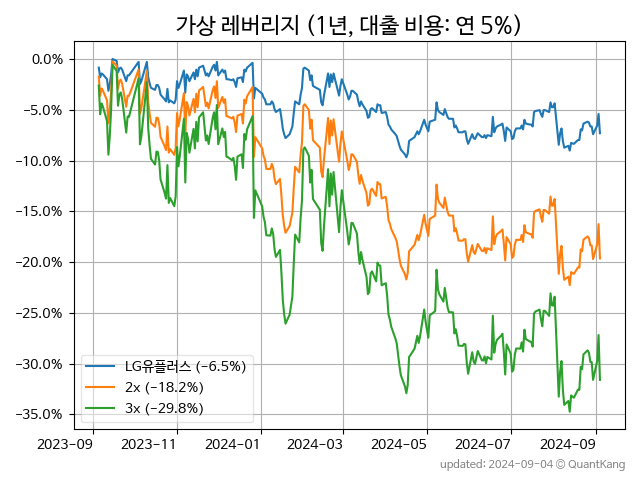 가상 레버리지 (1년, 대출 비용: 연 5%)
0.0%
−5.0%
−10.0%
−15.0%
−20.0%
−25.0%
−30.0%
−35.0%
LG유플러스 (−6.5%)
2x (−18.2%)
3x (−29.8%)
2023-09 2023-11 2024-01 2024-03 2024-05 2024-07 2024-09
updated: 2024-09-04 © QuantKang